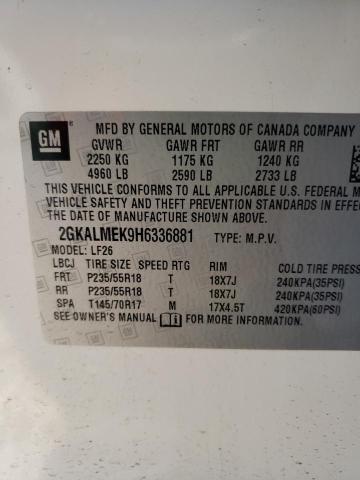 GM
MFD BY GENERAL MOTORS OF CANADA COMPANY
GVWR GAWR FRT GAWR RR
2250 KG 1175 KG 1240 KG
4960 LB 2590 LB 2733 LB
THIS VEHICLE CONFORMS TO ALL APPLICABLE U.S. FEDERAL M
VEHICLE SAFETY AND THEFT PREVENTION STANDARDS IN EFFE
THE DATE OF MANUFACTURE SHOWN ABOVE.
2GKALMEK9H6336881 TYPE: M.P.V.
MODEL: LF26
LBCJ TIRE SIZE SPEED RTG RIM COLD TIRE PRESS
FRT P235/55R18 T 18X7J 240KPA(35PSI)
RR P235/55R18 T 18X7J 240KPA(35PSI)
SPA T145/70R17 M 17X4.5T 420KPA(60PSI)
SEE OWNER'S MANUAL FOR MORE INFORMATION.